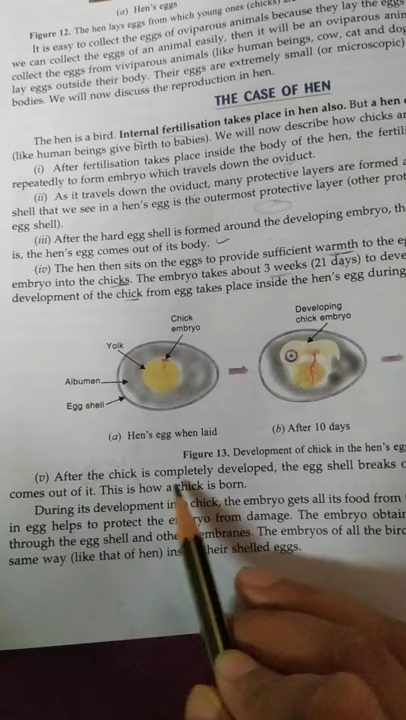 (a) Hen's eggs
Figure 12. The hen lays eggs from which young ones (chicks)
It is easy to collect the eggs of oviparous animals because they lay the eggs
we can collect the eggs of an animal easily, then it will be an oviparous
collect the eggs from viviparous animals (like human beings, cow, cat and
lay eggs outside their body. Their eggs are extremely small (or microscopic)
bodies. We will now discuss the reproduction in hen.
THE CASE OF HEN
The hen is a bird. Internal fertilisation takes place in hen also. But a hen
(like human beings give birth to babies). We will now describe how chicks
(i) After fertilisation takes place inside the body of the hen, the
repeatedly to form embryo which travels down the oviduct.
(ii) As it travels down the oviduct, many protective layers are formed
shell that we see in a hen's egg is the outermost protective layer (other
egg shell).
(iii) After the hard egg shell is formed around the developing embryo,
is, the hen's egg comes out of its body.
(iv) The hen then sits on the eggs to provide sufficient warmth to the
embryo into the chicks. The embryo takes about 3 weeks (21 days) to
development of the chick from egg takes place inside the hen's egg during
Chick
embryo
Yolk
Albumen
Egg shell
Developing
chick embryo
(a) Hen's egg when laid
(b) After 10 days
Figure 13. Development of chick in the hen's
(v) After the chick is completely developed, the egg shell breaks
comes out of it. This is how a chick is born.
During its development in chick, the embryo gets all its food from
in egg helps to protect the from damage. The embryo
through the egg shell and The embryos of all the
same way (like that of hen) their shelled eggs.